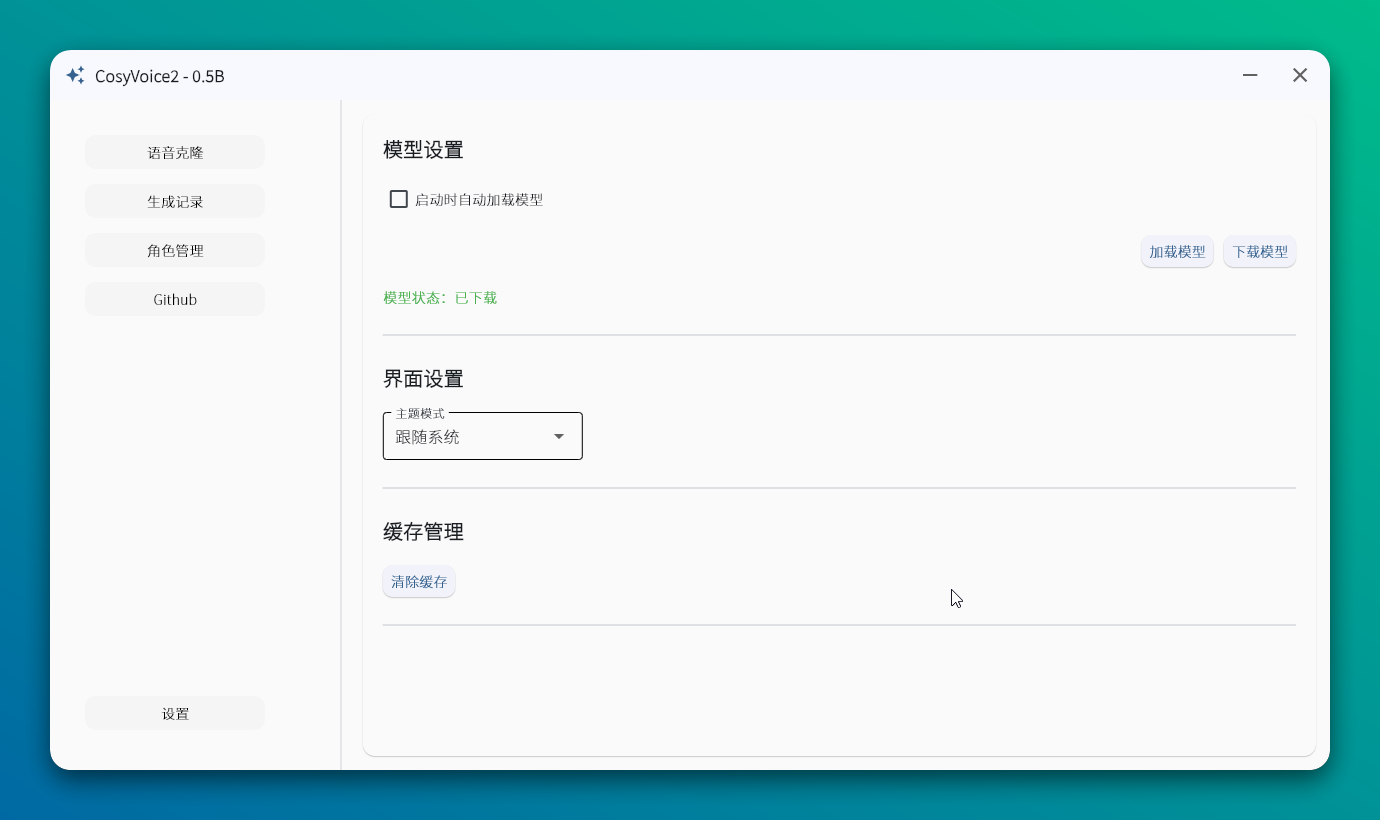 CosyVoice2 - 0.5B
语音克隆
生成记录
角色管理
Github
设置
模型设置
启动时自动加载模型
加载模型
下载模型
模型状态：已下载
界面设置
主题模式
跟随系统
缓存管理
清除缓存